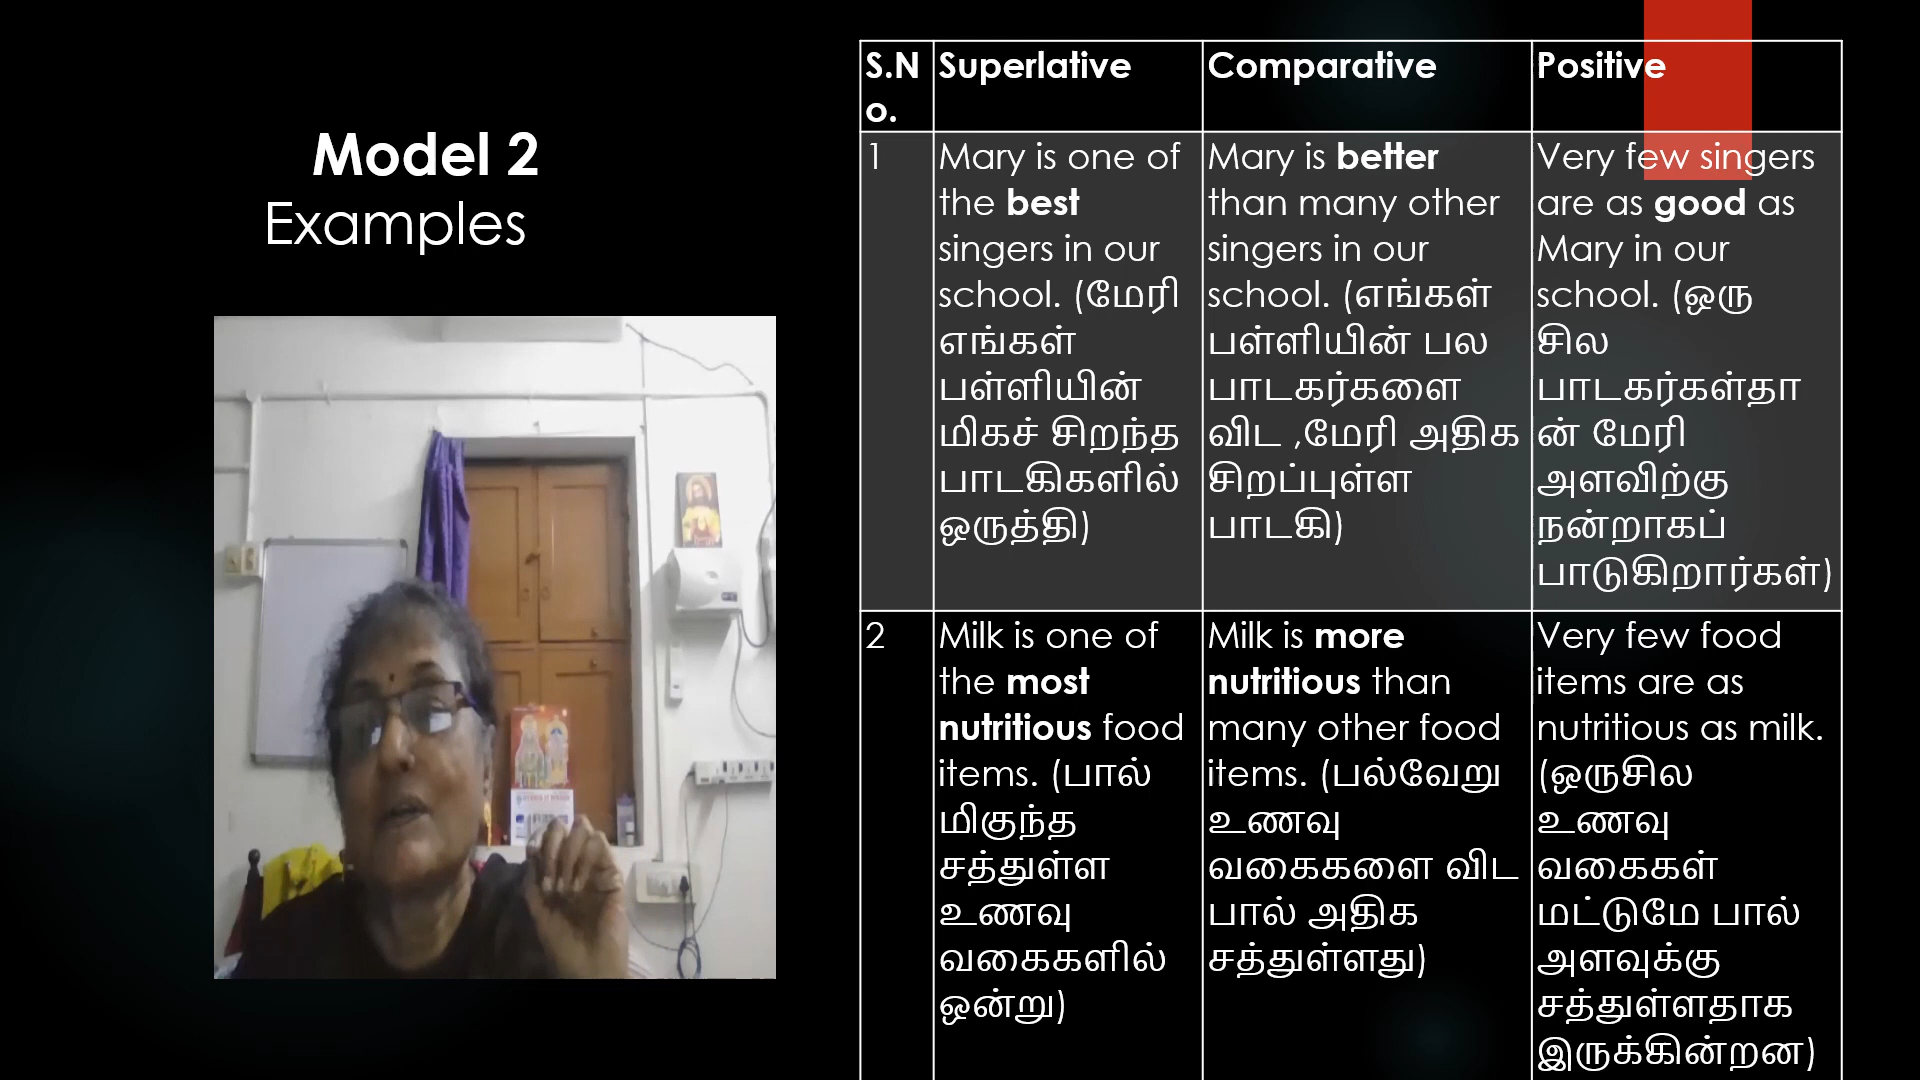 Model 2
Examples
S.N
o.
Superlative
Comparative
Positive
1
Mary is one of
the best
singers in our
school. (மேரி
எங்கள்
பள்ளியின்
மிகச் சிறந்த
பாடகிகளில்
ஒருத்தி)
Mary is better
than many other
singers in our
school. (எங்கள்
பள்ளியின் பல
பாடகர்களை
விட ,மேரி அதிக
சிறப்புள்ள
பாடகி)
Very few singers
are as good as
Mary in our
school. (ஒரு
சில
பாடகர்கள்தா
ன் மேரி
அளவிற்கு
நன்றாகப்
பாடுகிறார்கள்)
2
Milk is one of
the most
nutritious food
items. (பால்
மிகுந்த
சத்துள்ள
உணவு
வகைகளில்
ஒன்று)
Milk is more
nutritious than
many other food
items. (பல்வேறு
உணவு
வகைகளை விட
பால் அதிக
சத்துள்ளது)
Very few food
items are as
nutritious as milk.
(ஒருசில
உணவு
வகைகள்
மட்டுமே பால்
அளவுக்கு
சத்துள்ளதாக
இருக்கின்றன)